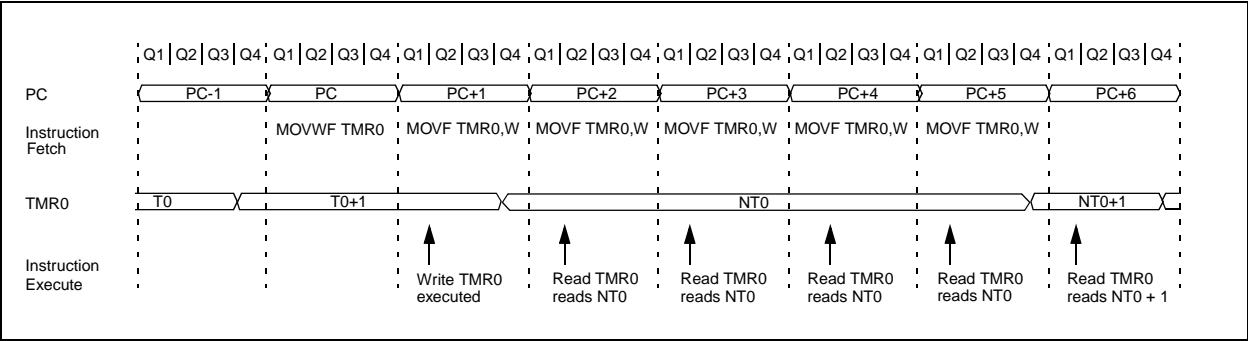 Q1 Q2 Q3 Q4 Q1 Q2 Q3 Q4 Q1 Q2 Q3 Q4 Q1 Q2 Q3 Q4 Q1 Q2 Q3 Q4 Q1 Q2 Q3 Q4 Q1 Q2 Q3 Q4 Q1 Q2 Q3 Q4
PC PC-1 PC PC+1 PC+2 PC+3 PC+4 PC+5 PC+6
Instruction MOVWF TMR0 MOVF TMR0,W MOVF TMR0,W MOVF TMR0,W MOVF TMR0,W MOVF TMR0,W
Fetch
TMR0 T0 T0+1 NT0 NT0+1
Instruction
Execute
Write TMR0
executed
Read TMR0
reads NT0
Read TMR0
reads NT0
Read TMR0
reads NT0
Read TMR0
reads NT0
Read TMR0
reads NT0 + 1